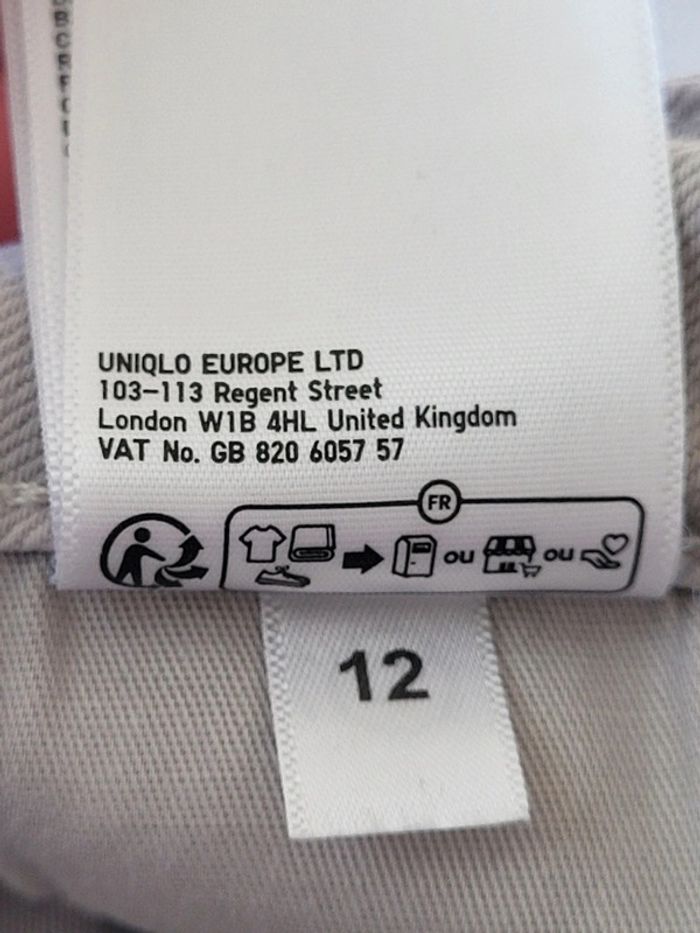 UNIQLO EUROPE LTD
103-113 Regent Street
London W1B 4HL United Kingdom
VAT No. GB 820 6057 57
FR
ou ou
12